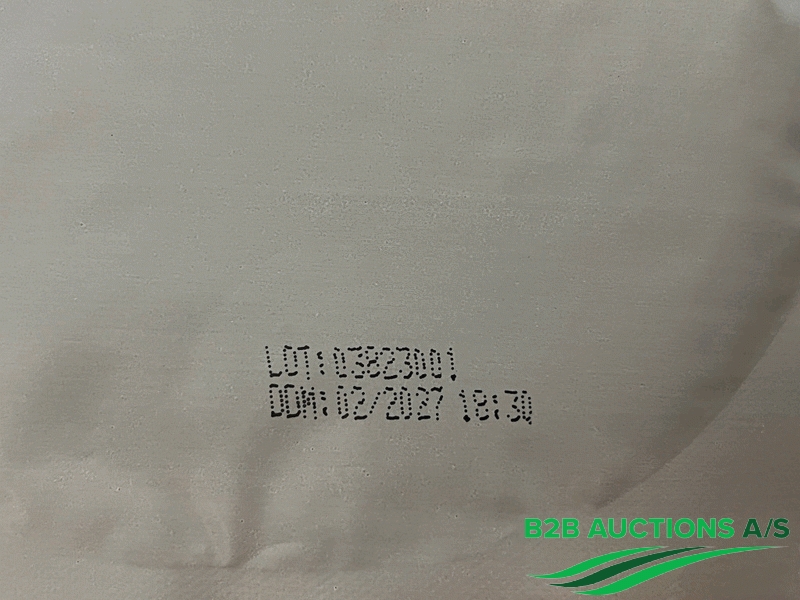 LOT:03823001
DDM:02/2027 18:30
B2B AUCTIONS A/S